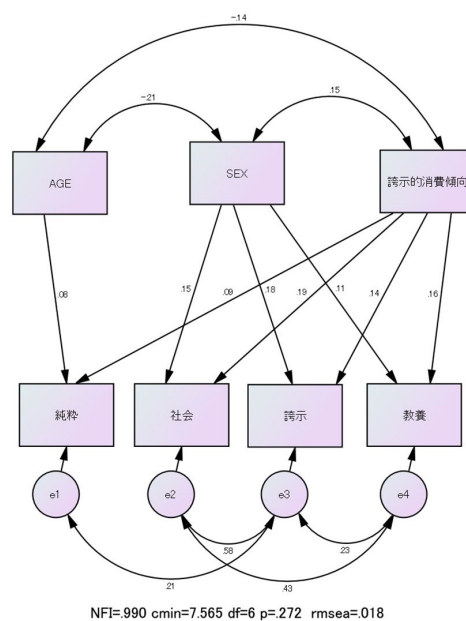 -.14
-.21
.15
AGE
SEX
誇示的消費傾向
.08
.15
.09
.18
.19
.11
.14
.16
純粋
社会
誇示
教養
e1
e2
e3
e4
.58
.23
.21
.43
NFI=.990 cmin=7.565 df=6 p=.272 rmsea=.018